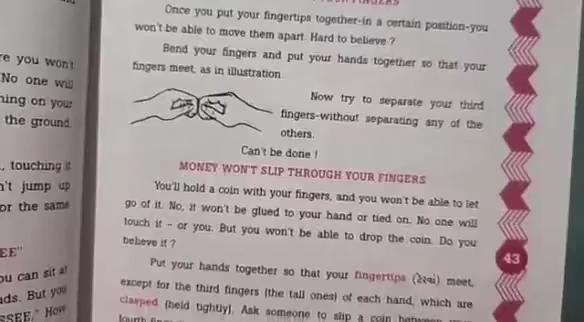 Once you put your fingertips together-in a certain position-you
won't be able to move them apart. Hard to believe ?
Bend your fingers and put your hands together so that your
fingers meet, as in illustration.
Now try to separate your third
fingers-without separating any of the
others.
Can't be done !
MONEY WON'T SLIP THROUGH YOUR FINGERS
You'll hold a coin with your fingers, and you won't be able to let
go of it. No, it won't be glued to your hand or tied on. No one will
touch it - or you. But you won't be able to drop the coin. Do you
believe it ?
Put your hands together so that your fingertips (ટેરવાં) meet,
except for the third fingers (the tall ones) of each hand, which are
clasped (held tightly). Ask someone to slip a coin between
43
re you won't
No one will
ning on your
the ground.
touching it
n't jump up
or the same
EE"
ou can sit at
ds. But you
SSEE," How